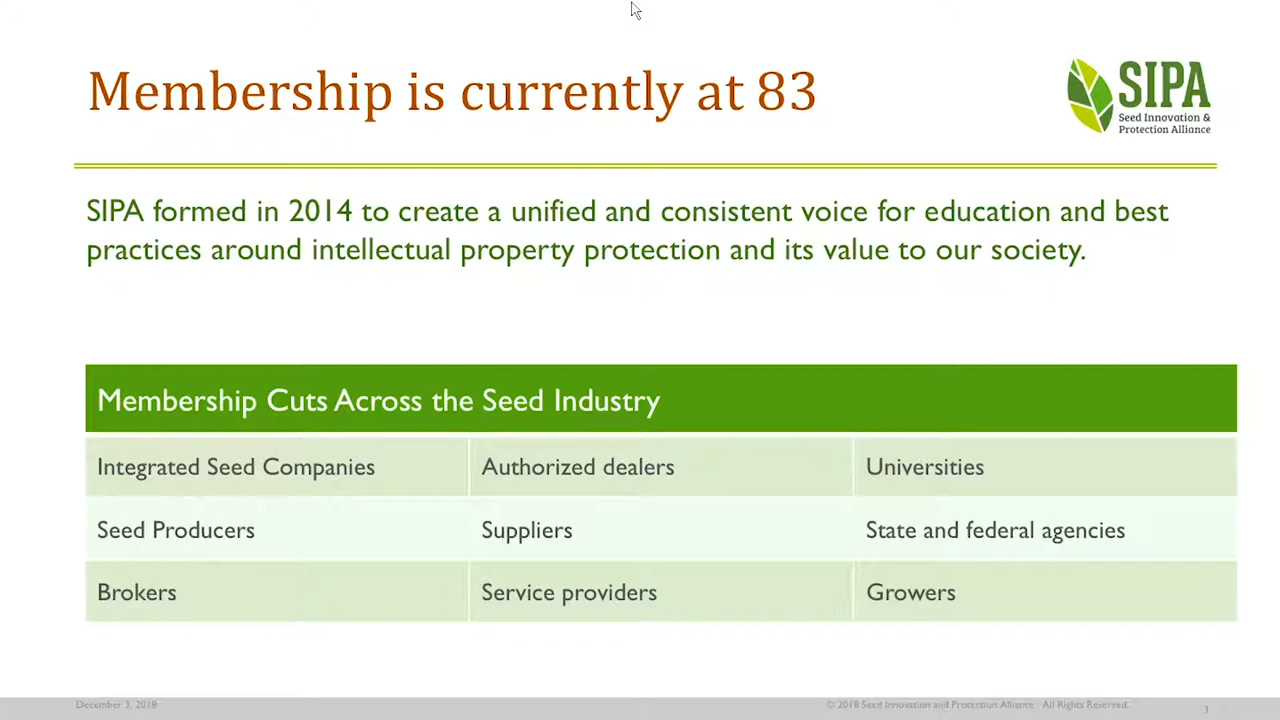 Membership is currently at 83
SIPA
Seed Innovation &
Protection Alliance
SIPA formed in 2014 to create a unified and consistent voice for education and best
practices around intellectual property protection and its value to our society.
Membership Cuts Across the Seed Industry
Integrated Seed Companies
Authorized dealers
Universities
Seed Producers
Suppliers
State and federal agencies
Brokers
Service providers
Growers
December 3, 2018
© 2018 Seed Innovation and Protection Alliance All Rights Reserved.
3